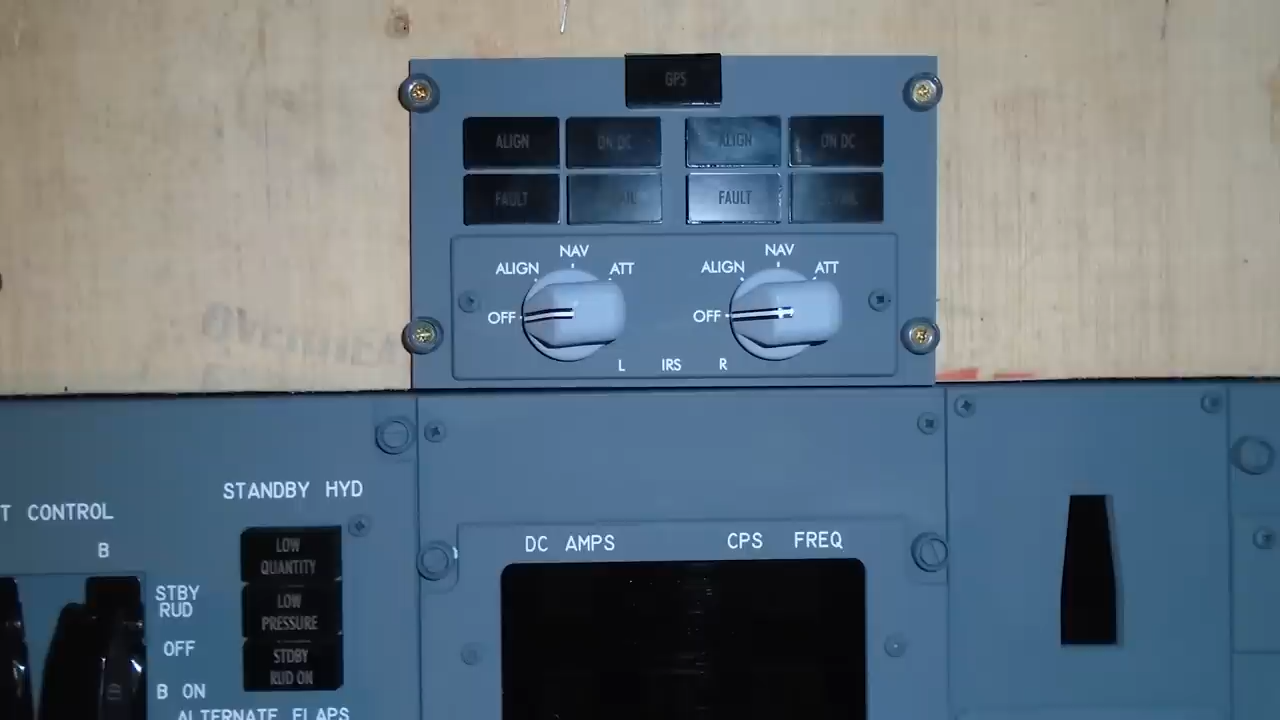 GPS
ALIGN ON DC ALIGN ON DC
FAULT FAULT
NAV NAV
ALIGN ATT ALIGN ATT
OFF OFF
L IRS R
STANDBY HYD
T CONTROL
B
LOW
QUANTITY
LOW
PRESSURE
STDBY
RUD ON
STBY
RUD
OFF
B ON
ALTERNATE FLAPS
DC AMPS CPS FREQ